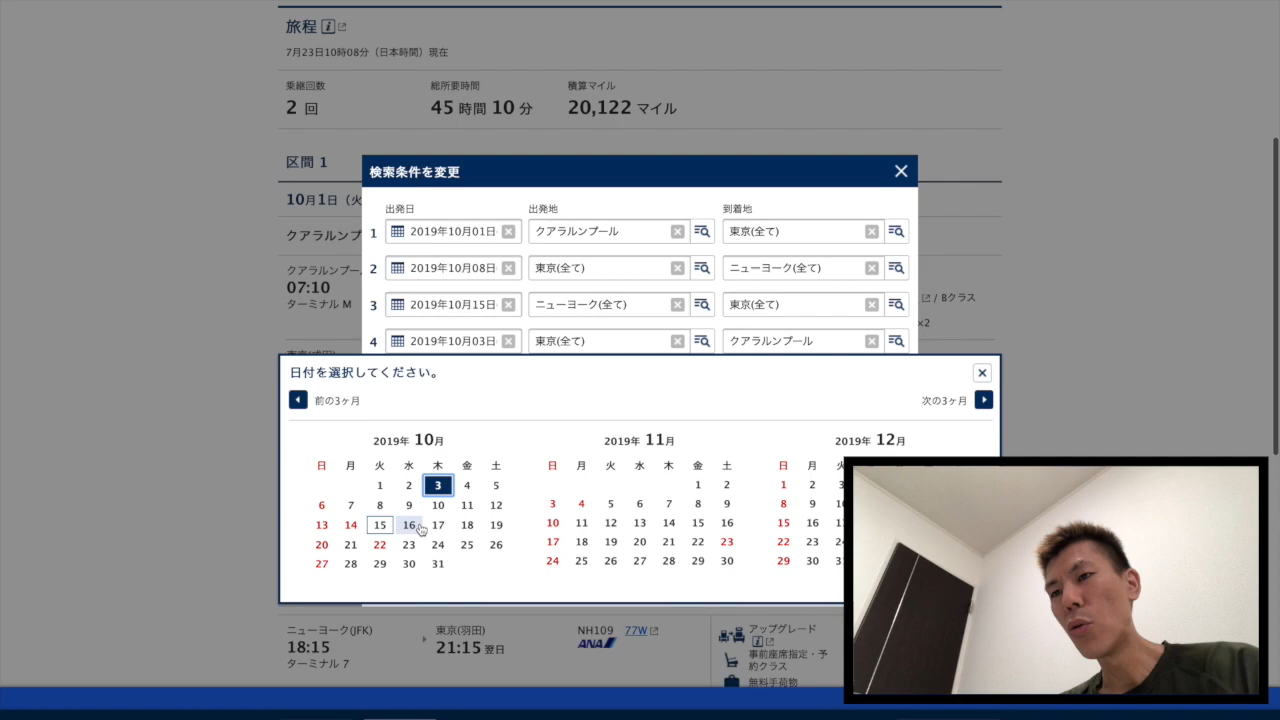 旅程
7月23日10時08分（日本時間）現在
乗継回数 総所要時間 積算マイル
2 回 45 時間 10 分 20,122 マイル
区間 1
検索条件を変更
10月1日（火
出発日 出発地 到着地
1 2019年10月01日 クアラルンプール 東京(全て)
クアラルンプ
2 2019年10月08日 東京(全て) ニューヨーク(全て)
クアラルンプー
07:10
ターミナル M
/ Bクラス
3 2019年10月15日 ニューヨーク(全て) 東京(全て)
×2
4 2019年10月03日 東京(全て) クアラルンプール
日付を選択してください。
前の3ヶ月 次の3ヶ月
2019年 10月 2019年 11月 2019年 12月
日 月 火 水 木 金 土 日 月 火 水 木 金 土 日 月
1 2 3 4 5 1 2 1 2 3
6 7 8 9 10 11 12 3 4 5 6 7 8 9 8 9 10
13 14 15 16 17 18 19 10 11 12 13 14 15 16 15 16
20 21 22 23 24 25 26 17 18 19 20 21 22 23 22 23
27 28 29 30 31 24 25 26 27 28 29 30 29 30
ニューヨーク(JFK) 東京(羽田) NH109 77W アップグレード
18:15 21:15 翌日 ANA
ターミナル 7
事前座席指定・予
約クラス
無料手荷物